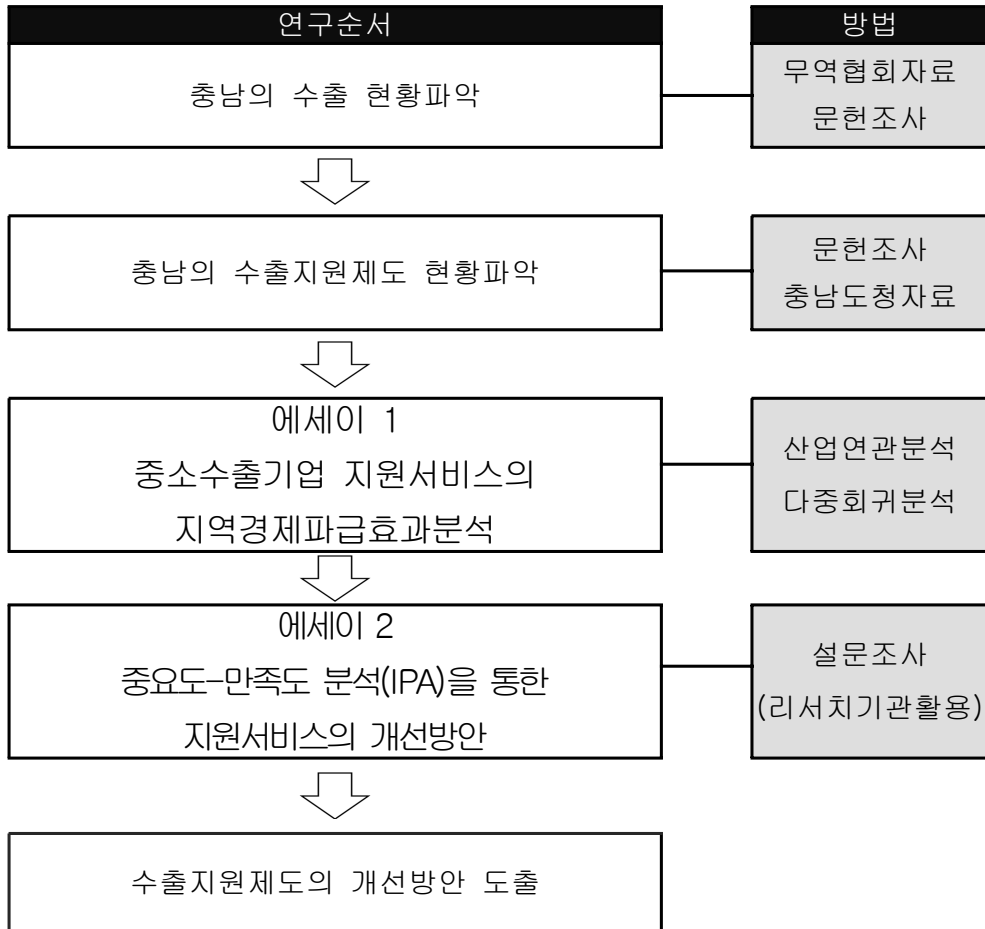 연구순서
방법
충남의 수출 현황파악
무역협회자료
문헌조사
충남의 수출지원제도 현황파악
문헌조사
충남도청자료
에세이 1
중소수출기업 지원서비스의
지역경제파급효과분석
산업연관분석
다중회귀분석
에세이 2
중요도-만족도 분석(IPA)을 통한
지원서비스의 개선방안
설문조사
(리서치기관활용)
수출지원제도의 개선방안 도출